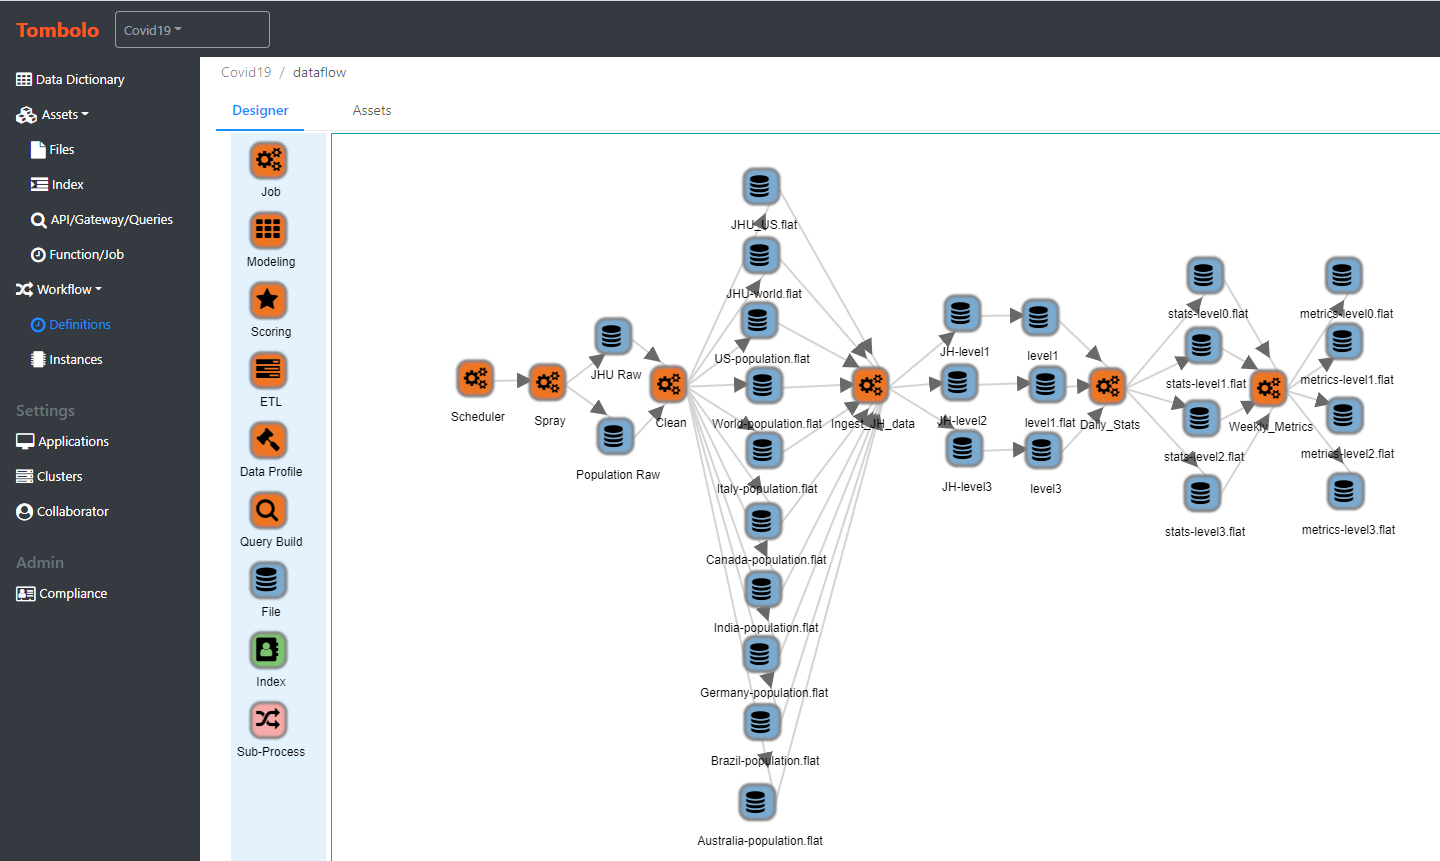 Tombolo
Covid19
Data Dictionary
Assets
Files
Index
API/Gateway/Queries
Function/Job
Workflow
Definitions
Instances
Settings
Applications
Clusters
Collaborator
Admin
Compliance
Covid19 / dataflow
Designer
Assets
Job
Modeling
Scoring
ETL
Data Profile
Query Build
File
Index
Sub-Process
Scheduler
Spray
JHU Raw
Population Raw
Clean
JHU_US.flat
JHU-world.flat
US-population.flat
World-population.flat
Italy-population.flat
Canada-population.flat
India-population.flat
Germany-population.flat
Brazil-population.flat
Australia-population.flat
Ingest_JH_data
JH-level1
JH-level2
JH-level3
level1
level1.flat
level3
Daily_Stats
stats-level0.flat
stats-level1.flat
stats-level2.flat
stats-level3.flat
Weekly_Metrics
metrics-level0.flat
metrics-level1.flat
metrics-level2.flat
metrics-level3.flat